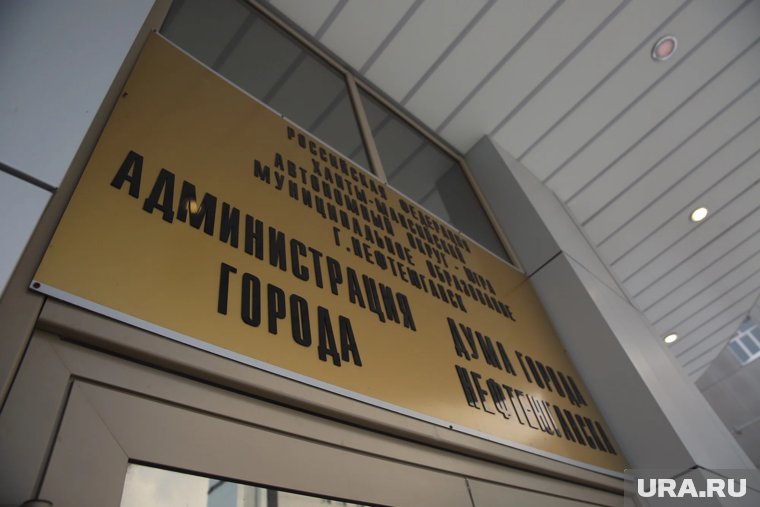 РОССИЙСКАЯ ФЕДЕРАЦИЯ
ХАНТЫ-МАНСИЙСКИЙ
АВТОНОМНЫЙ ОКРУГ - ЮГРА
МУНИЦИПАЛЬНОЕ ОБРАЗОВАНИЕ
Г.НЕФТЕЮГАНСК
АДМИНИСТРАЦИЯ
ГОРОДА
ДУМА ГОРОДА
НЕФТЕЮГАНСКА
URA.RU